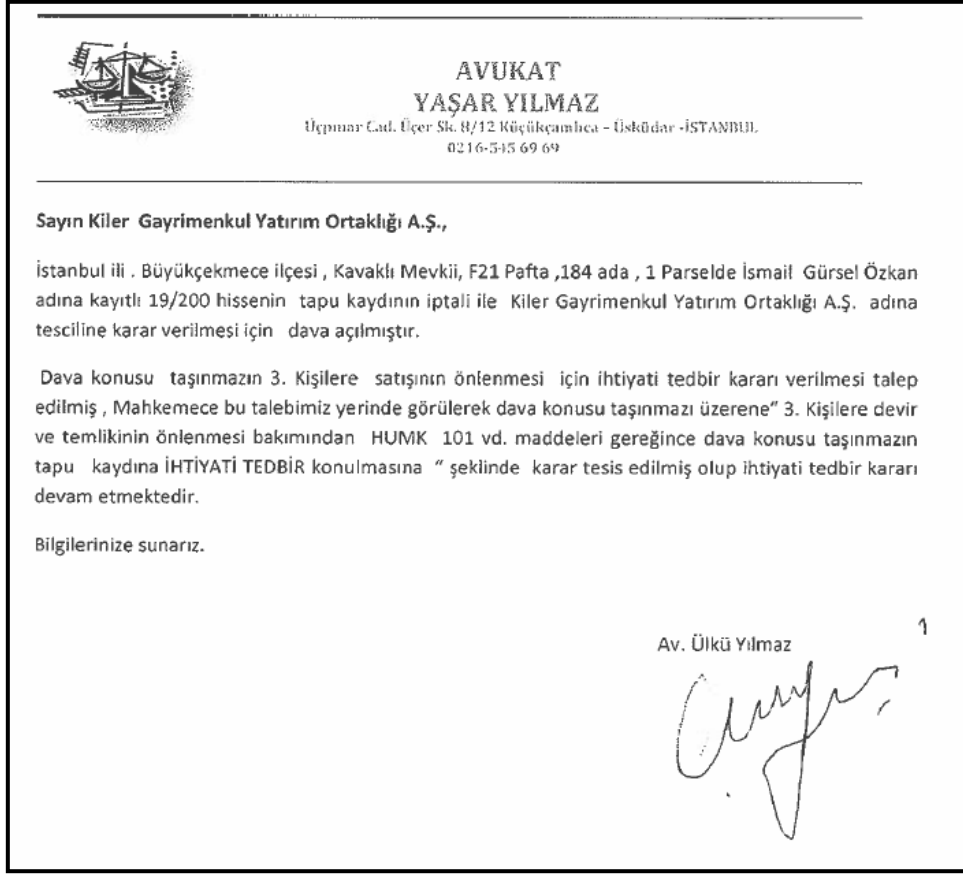 AVUKAT
YAŞAR YILMAZ
Üçpınar Cad. Üçer Sk. 8/12 Küçükçamlıca - Üsküdar -İSTANBUL
0216-545 69 69
Sayın Kiler Gayrimenkul Yatırım Ortaklığı A.Ş.,
İstanbul ili . Büyükçekmece ilçesi , Kavaklı Mevkii, F21 Pafta ,184 ada , 1 Parselde İsmail Gürsel Özkan
adına kayıtlı 19/200 hissenin tapu kaydının iptali ile Kiler Gayrimenkul Yatırım Ortaklığı A.Ş. adına
tesciline karar verilmesi için dava açılmıştır.
Dava konusu taşınmazın 3. Kişilere satışının önlenmesi için ihtiyati tedbir kararı verilmesi talep
edilmiş , Mahkemece bu talebimiz yerinde görülerek dava konusu taşınmazı üzerene" 3. Kişilere devir
ve temlikinin önlenmesi bakımından HUMK 101 vd. maddeleri gereğince dava konusu taşınmazın
tapu kaydına İHTİYATİ TEDBİR konulmasına " şeklinde karar tesis edilmiş olup ihtiyati tedbir kararı
devam etmektedir.
Bilgilerinize sunarız.
Av. Ülkü Yılmaz
1